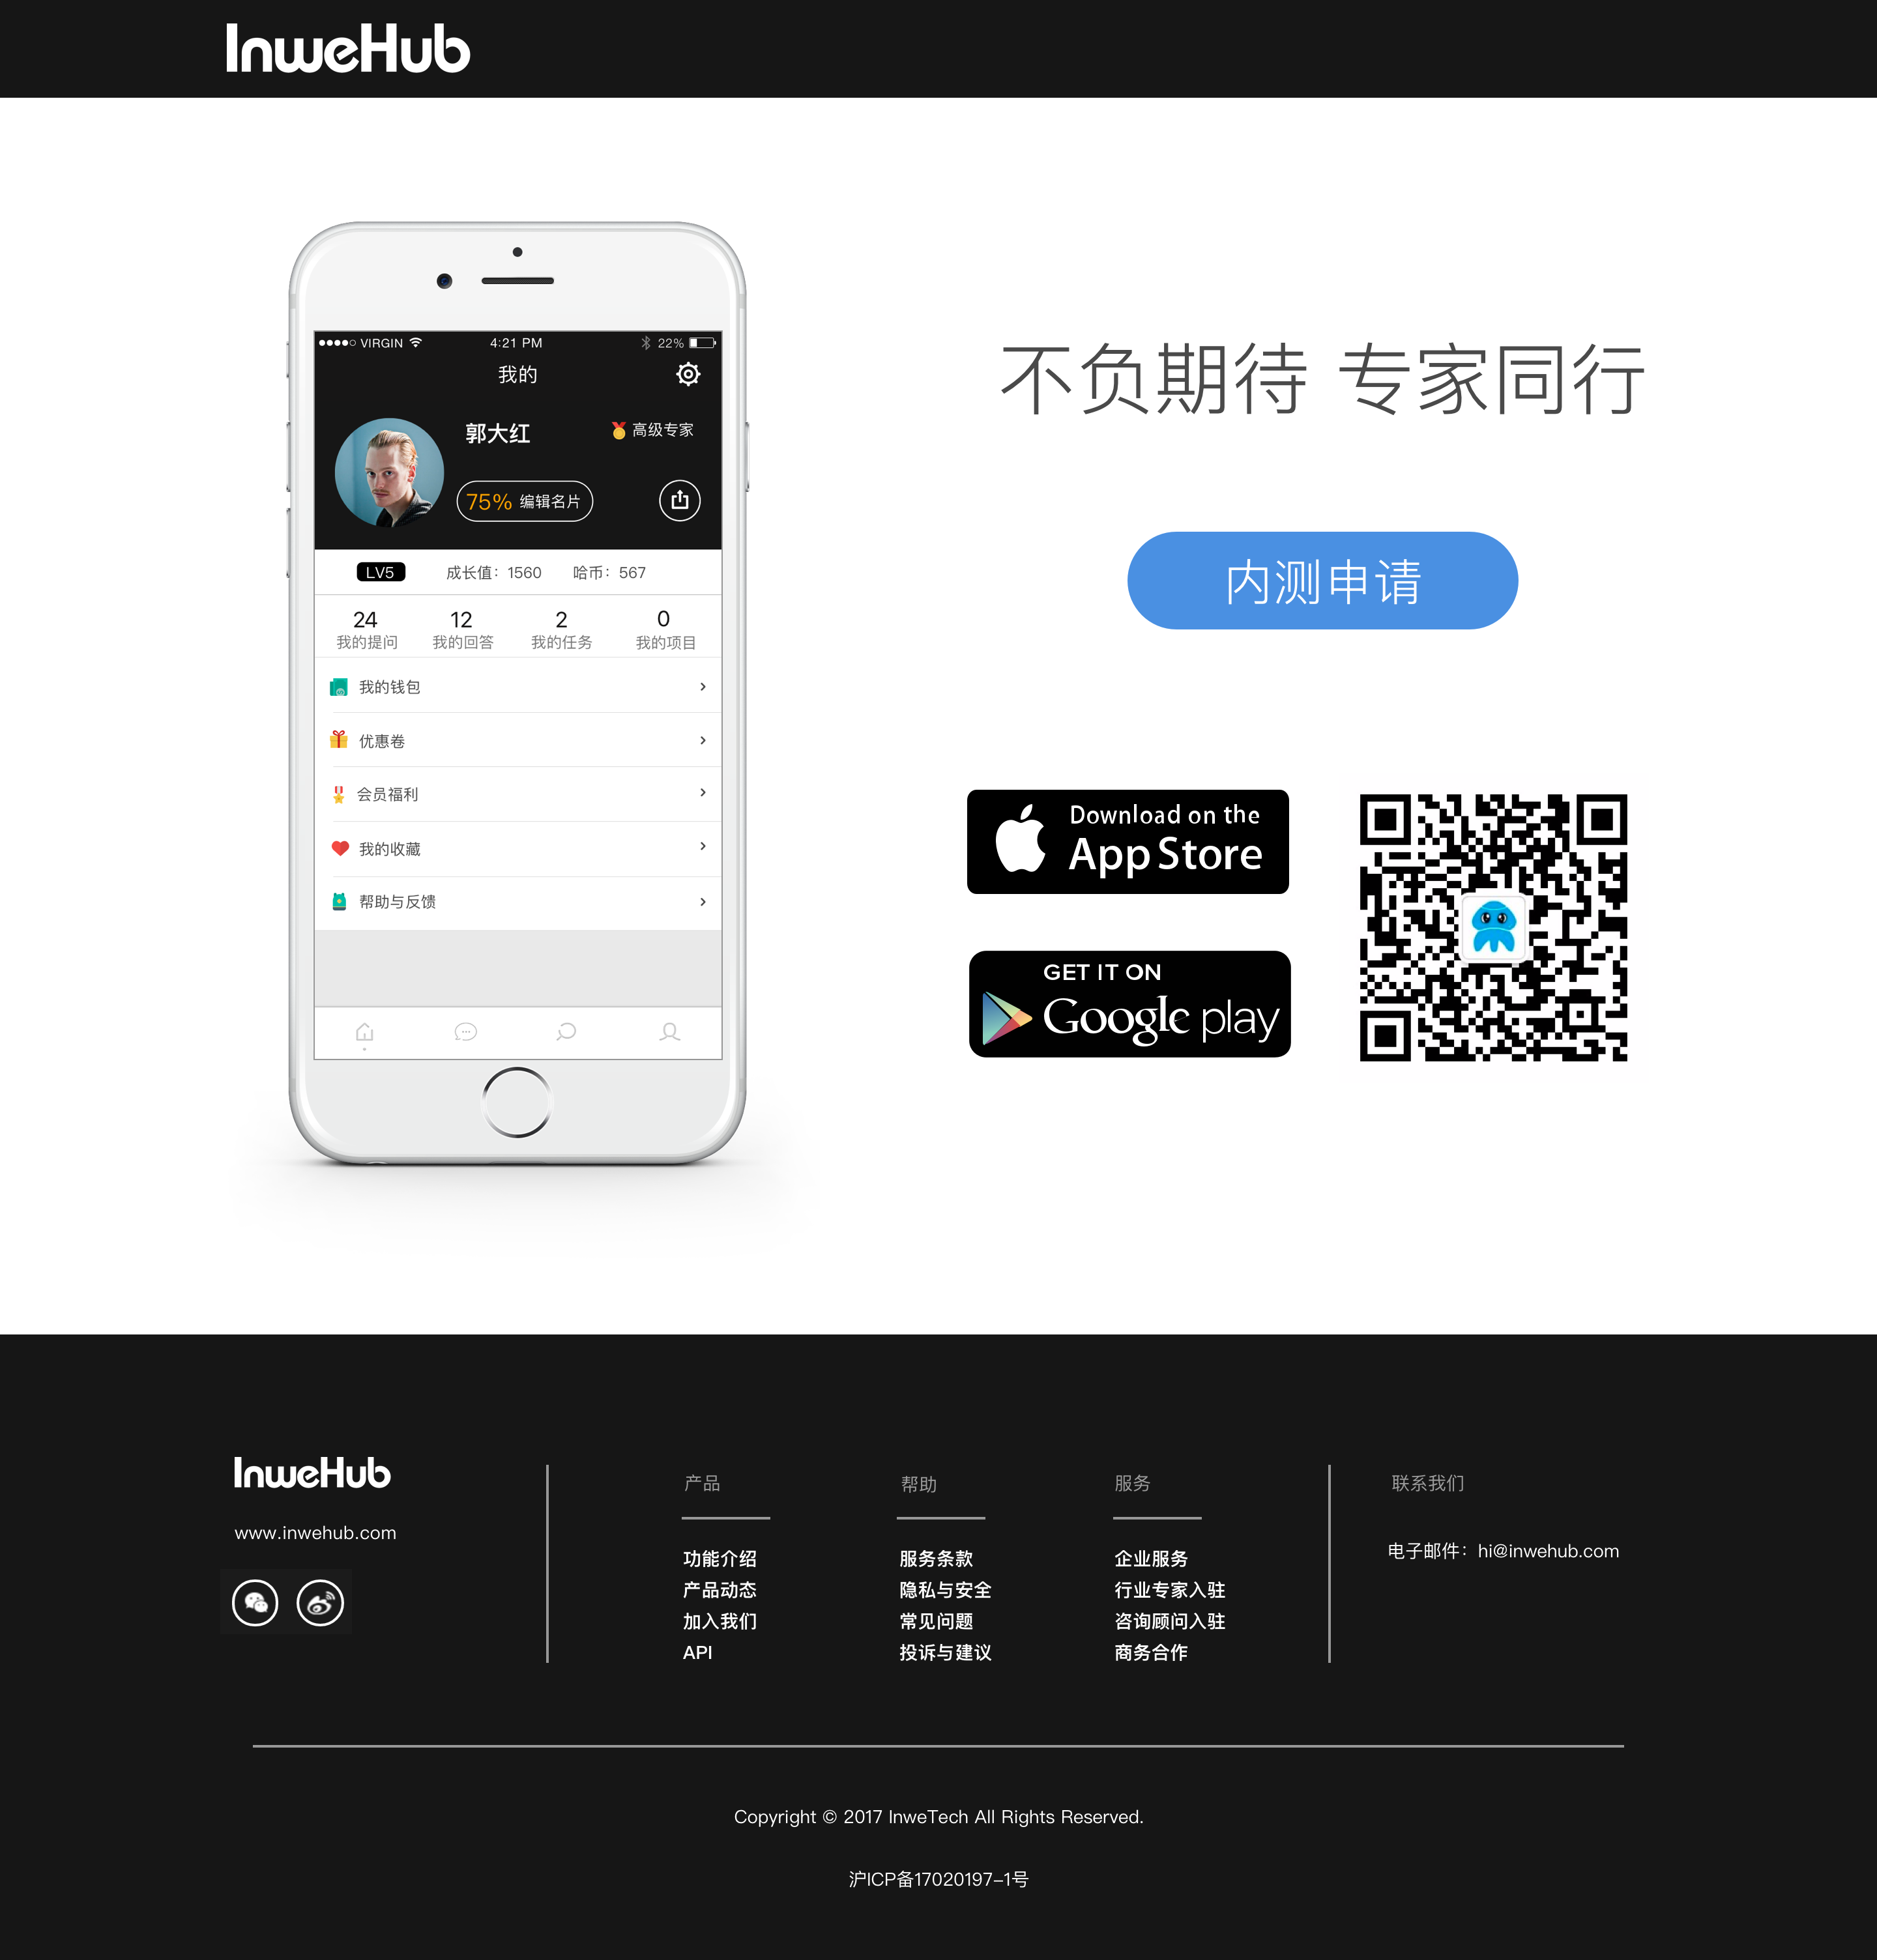 InweHub
VIRGIN 4:21 PM 22%
我的
郭大红 高级专家
75% 编辑名片
LV5 成长值：1560 哈币：567
24 12 2 0
我的提问 我的回答 我的任务 我的项目
我的钱包
优惠卷
会员福利
我的收藏
帮助与反馈
不负期待 专家同行
内测申请
Download on the
App Store
GET IT ON
Google play
InweHub
www.inwehub.com
产品
功能介绍
产品动态
加入我们
API
帮助
服务条款
隐私与安全
常见问题
投诉与建议
服务
企业服务
行业专家入驻
咨询顾问入驻
商务合作
联系我们
电子邮件：hi@inwehub.com
Copyright © 2017 InweTech All Rights Reserved.
沪ICP备17020197-1号